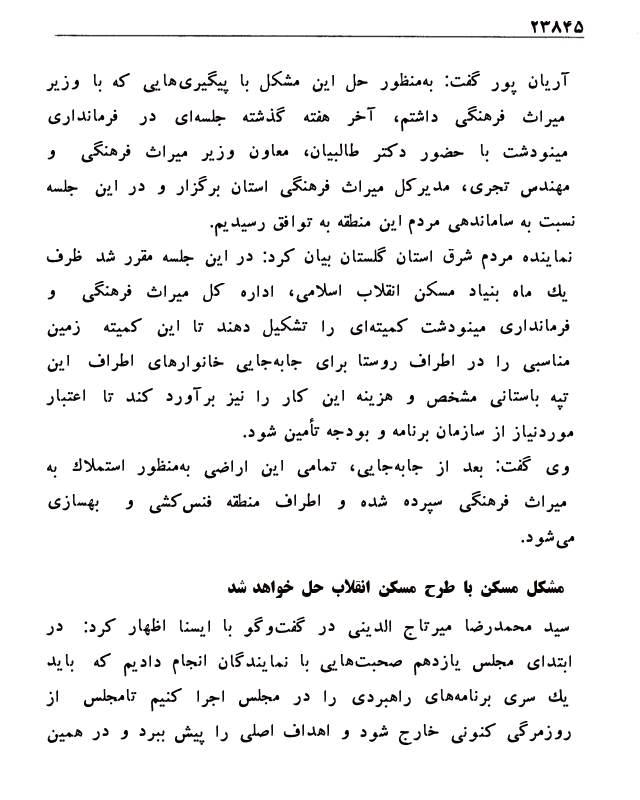 ۲۳۸۴۵
آریان پور گفت: به‌منظور حل این مشکل با پیگیری‌هایی که با وزیر
میراث فرهنگی داشتم، آخر هفته گذشته جلسه‌ای در فرمانداری
مینودشت با حضور دکتر طالبیان، معاون وزیر میراث فرهنگی و
مهندس تجری، مدیرکل میراث فرهنگی استان برگزار و در این جلسه
نسبت به ساماندهی مردم این منطقه به توافق رسیدیم.
نماینده مردم شرق استان گلستان بیان کرد: در این جلسه مقرر شد ظرف
یك ماه بنیاد مسکن انقلاب اسلامی، اداره کل میراث فرهنگی و
فرمانداری مینودشت کمیته‌ای را تشکیل دهند تا این کمیته زمین
مناسبی را در اطراف روستا برای جابه‌جایی خانوارهای اطراف این
تپه باستانی مشخص و هزینه این کار را نیز برآورد کند تا اعتبار
موردنیاز از سازمان برنامه و بودجه تأمین شود.
وی گفت: بعد از جابه‌جایی، تمامی این اراضی به‌منظور استملاك به
میراث فرهنگی سپرده شده و اطراف منطقه فنس‌کشی و بهسازی
می‌شود.
مشکل مسکن با طرح مسکن انقلاب حل خواهد شد
سید محمدرضا میرتاج الدینی در گفت‌وگو با ایسنا اظهار کرد: در
ابتدای مجلس یازدهم صحبت‌هایی با نمایندگان انجام دادیم که باید
یك سری برنامه‌های راهبردی را در مجلس اجرا کنیم تامجلس از
روزمرگی کنونی خارج شود و اهداف اصلی را پیش ببرد و در همین